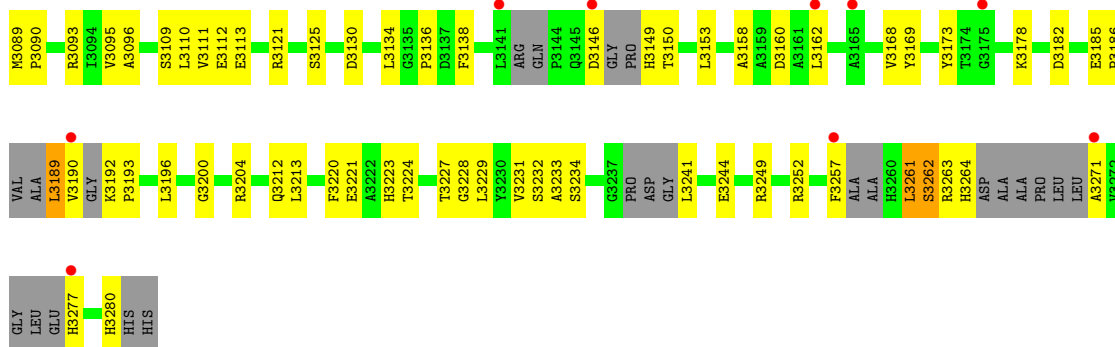 M3089 P3090 R3093 I3094 V3095 A3096 S3109 L3110 V3111 E3112 E3113 R3121 S3125 D3130 L3134 G3135 P3136 D3137 F3138 L3141 ARG GLN P3144 Q3145 D3146 GLY PRO H3149 T3150 L3153 A3158 A3159 D3160 A3161 L3162 A3165 V3168 Y3169 Y3173 T3174 G3175 K3178 D3182 E3185
VAL ALA L3189 V3190 GLY K3192 P3193 L3196 G3200 R3204 Q3212 L3213 F3220 E3221 A3222 H3223 T3224 T3227 G3228 L3229 Y3230 V3231 S3232 A3233 S3234 G3237 PRO ASP GLY L3241 E3244 R3249 R3252 F3257 ALA ALA H3260 L3261 S3262 R3263 H3264 ASP ALA ALA PRO LEU LEU A3271
GLY LEU GLU H3277 H3280 HIS HIS